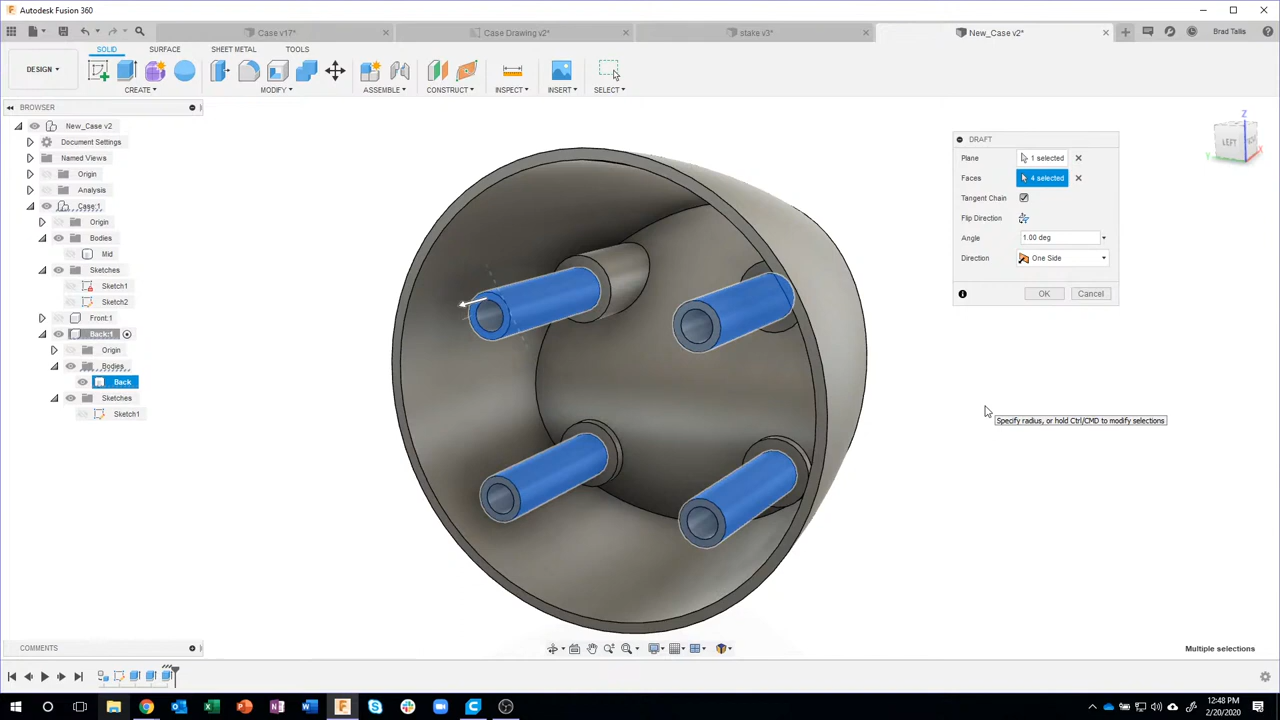 Autodesk Fusion 360
Case v17*
Case Drawing v2*
stake v3*
New_Case v2*
Brad Tallis
DESIGN
SOLID
SURFACE
SHEET METAL
TOOLS
CREATE
MODIFY
ASSEMBLE
CONSTRUCT
INSPECT
INSERT
SELECT
BROWSER
New_Case v2
Document Settings
Named Views
Origin
Analysis
Case:1
Origin
Bodies
Mid
Sketches
Sketch1
Sketch2
Front:1
Back:1
Origin
Bodies
Back
Sketches
Sketch1
Z
LEFT
Y
X
DRAFT
Plane 1 selected
Faces 4 selected
Tangent Chain
Flip Direction
Angle 1.00 deg
Direction One Side
OK Cancel
Specify radius, or hold Ctrl/CMD to modify selections
COMMENTS
Multiple selections
12:48 PM
2/20/2020